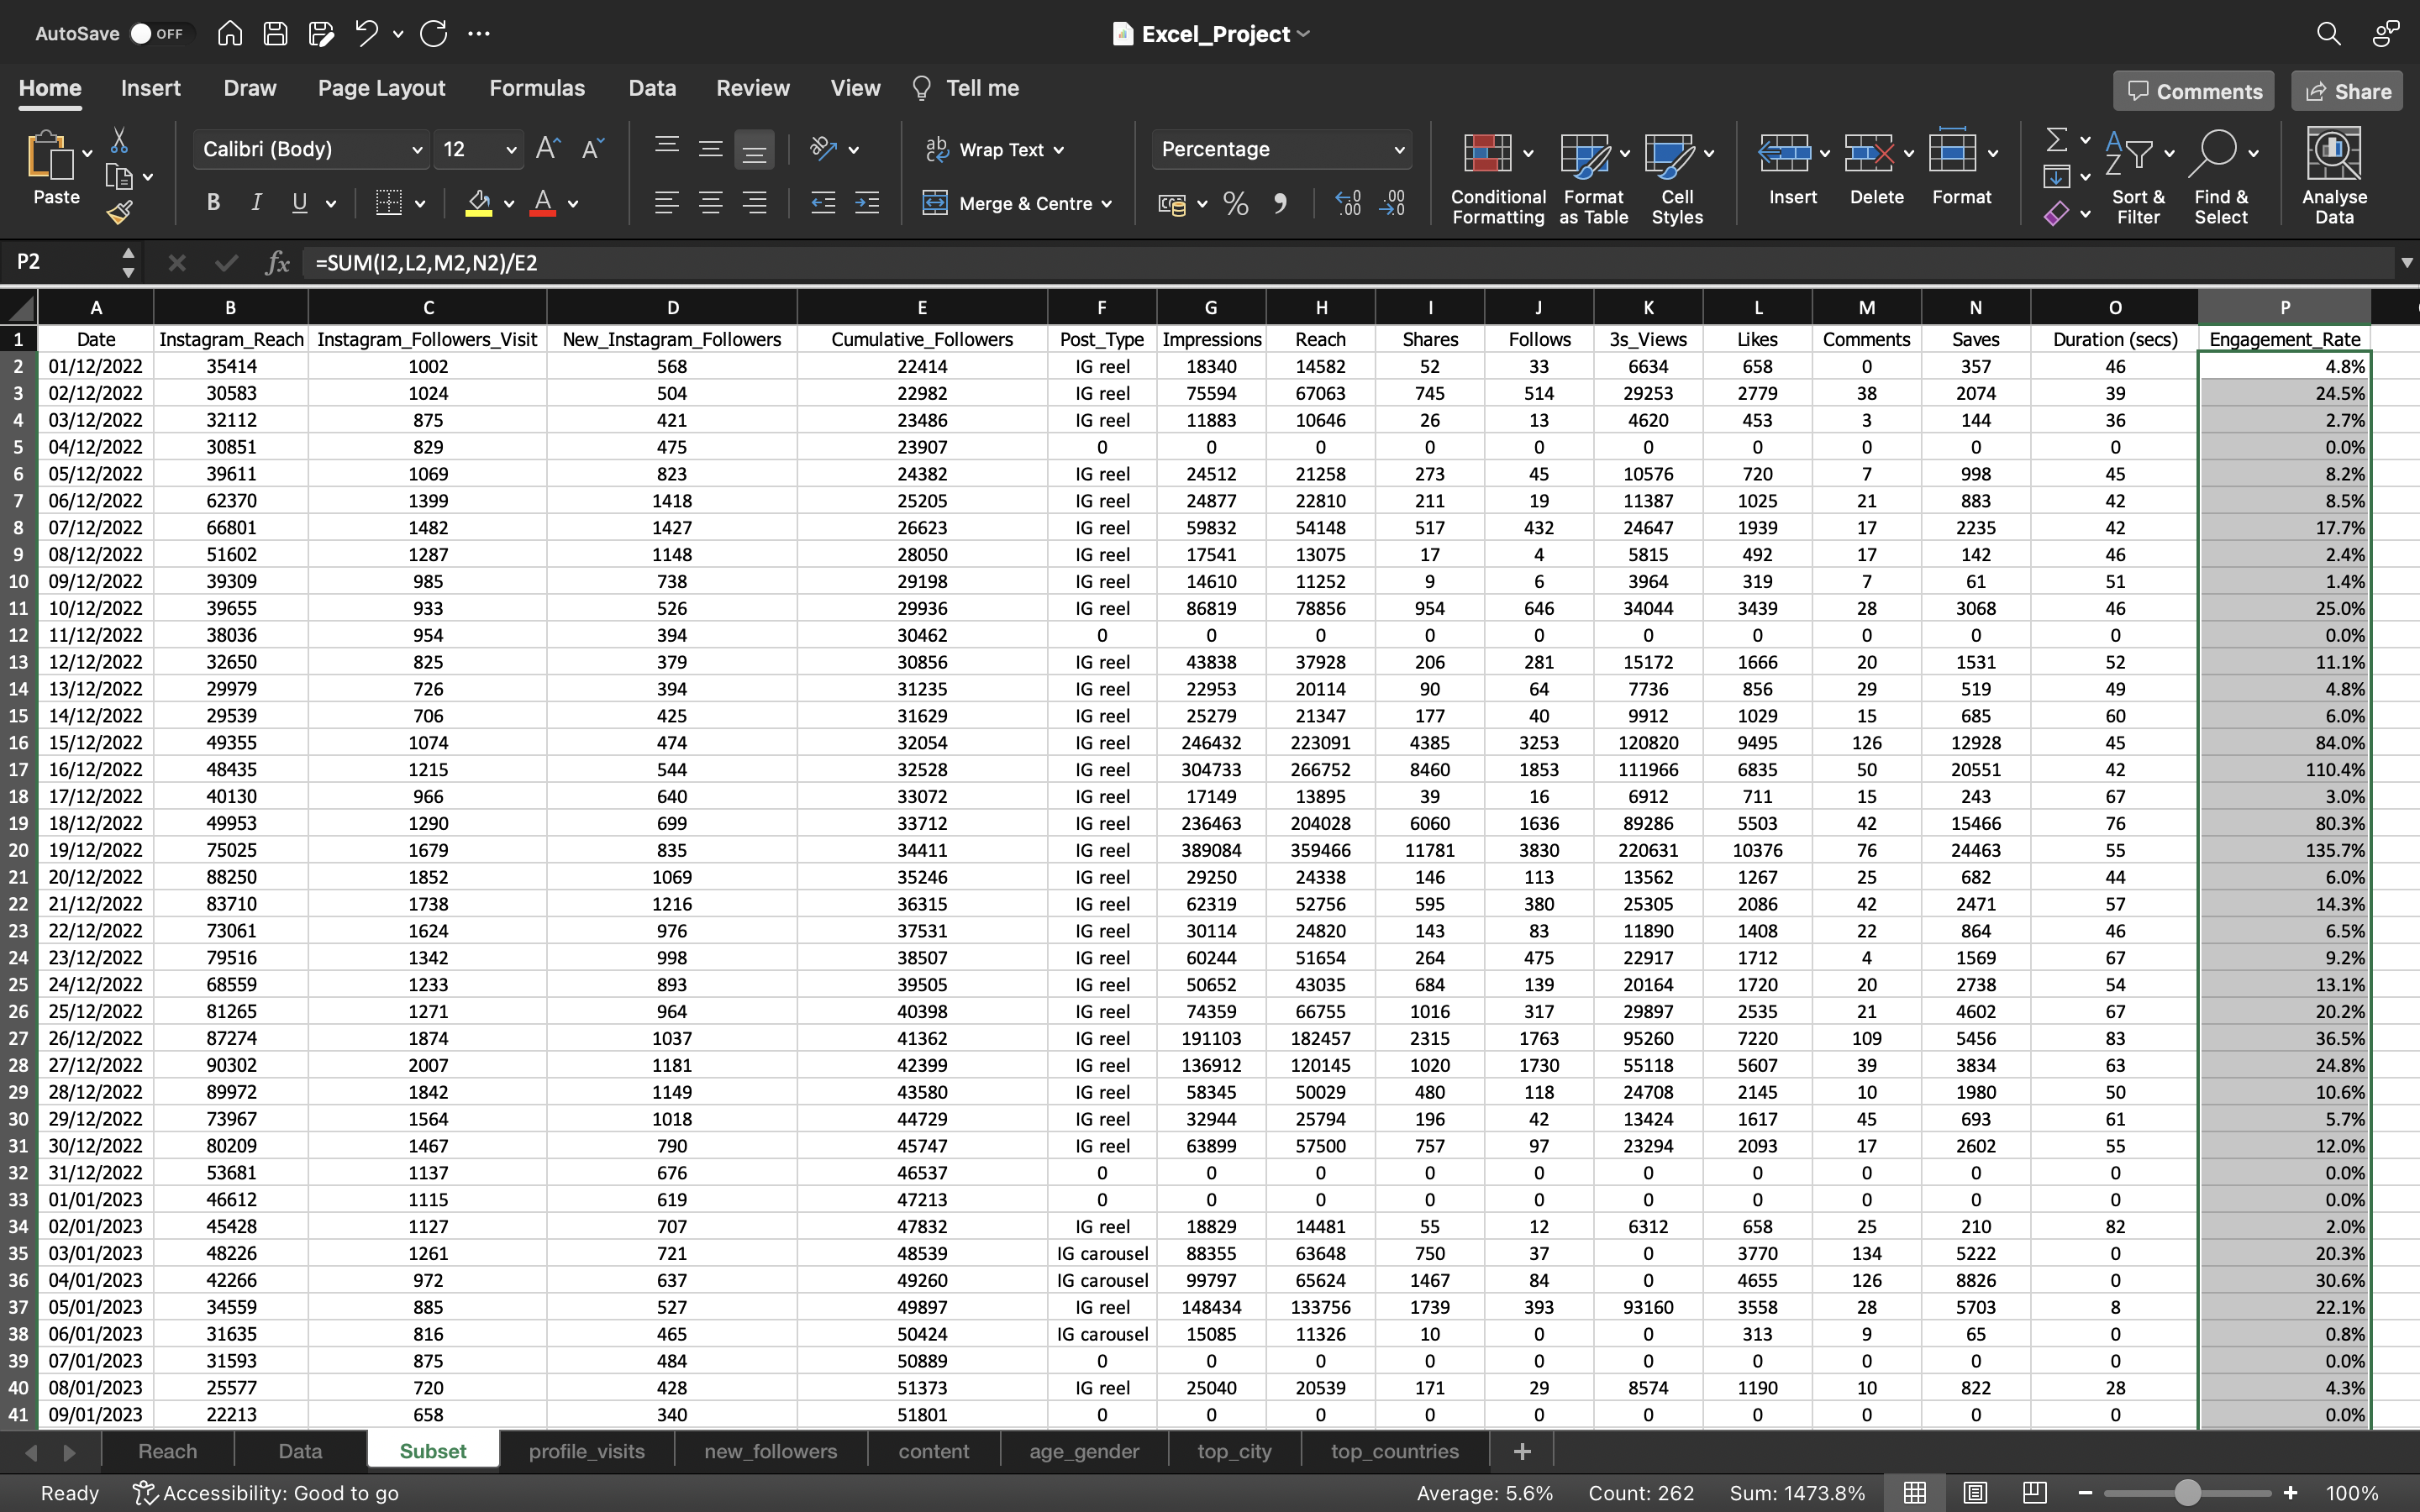 AutoSave OFF Excel_Project
Home Insert Draw Page Layout Formulas Data Review View Tell me Comments Share
Paste Calibri (Body) 12 Wrap Text Percentage Conditional Formatting Format as Table Cell Styles Insert Delete Format Sort & Filter Find & Select Analyse Data
B I U A Merge & Centre
P2 fx =SUM(I2,L2,M2,N2)/E2
A B C D E F G H I J K L M N O P
1 Date Instagram_Reach Instagram_Followers_Visit New_Instagram_Followers Cumulative_Followers Post_Type Impressions Reach Shares Follows 3s_Views Likes Comments Saves Duration (secs) Engagement_Rate
2 01/12/2022 35414 1002 568 22414 IG reel 18340 14582 52 33 6634 658 0 357 46 4.8%
3 02/12/2022 30583 1024 504 22982 IG reel 75594 67063 745 514 29253 2779 38 2074 39 24.5%
4 03/12/2022 32112 875 421 23486 IG reel 11883 10646 26 13 4620 453 3 144 36 2.7%
5 04/12/2022 30851 829 475 23907 0 0 0 0 0 0 0 0 0 0 0.0%
6 05/12/2022 39611 1069 823 24382 IG reel 24512 21258 273 45 10576 720 7 998 45 8.2%
7 06/12/2022 62370 1399 1418 25205 IG reel 24877 22810 211 19 11387 1025 21 883 42 8.5%
8 07/12/2022 66801 1482 1427 26623 IG reel 59832 54148 517 432 24647 1939 17 2235 42 17.7%
9 08/12/2022 51602 1287 1148 28050 IG reel 17541 13075 17 4 5815 492 17 142 46 2.4%
10 09/12/2022 39309 985 738 29198 IG reel 14610 11252 9 6 3964 319 7 61 51 1.4%
11 10/12/2022 39655 933 526 29936 IG reel 86819 78856 954 646 34044 3439 28 3068 46 25.0%
12 11/12/2022 38036 954 394 30462 0 0 0 0 0 0 0 0 0 0 0.0%
13 12/12/2022 32650 825 379 30856 IG reel 43838 37928 206 281 15172 1666 20 1531 52 11.1%
14 13/12/2022 29979 726 394 31235 IG reel 22953 20114 90 64 7736 856 29 519 49 4.8%
15 14/12/2022 29539 706 425 31629 IG reel 25279 21347 177 40 9912 1029 15 685 60 6.0%
16 15/12/2022 49355 1074 474 32054 IG reel 246432 223091 4385 3253 120820 9495 126 12928 45 84.0%
17 16/12/2022 48435 1215 544 32528 IG reel 304733 266752 8460 1853 111966 6835 50 20551 42 110.4%
18 17/12/2022 40130 966 640 33072 IG reel 17149 13895 39 16 6912 711 15 243 67 3.0%
19 18/12/2022 49953 1290 699 33712 IG reel 236463 204028 6060 1636 89286 5503 42 15466 76 80.3%
20 19/12/2022 75025 1679 835 34411 IG reel 389084 359466 11781 3830 220631 10376 76 24463 55 135.7%
21 20/12/2022 88250 1852 1069 35246 IG reel 29250 24338 146 113 13562 1267 25 682 44 6.0%
22 21/12/2022 83710 1738 1216 36315 IG reel 62319 52756 595 380 25305 2086 42 2471 57 14.3%
23 22/12/2022 73061 1624 976 37531 IG reel 30114 24820 143 83 11890 1408 22 864 46 6.5%
24 23/12/2022 79516 1342 998 38507 IG reel 60244 51654 264 475 22917 1712 4 1569 67 9.2%
25 24/12/2022 68559 1233 893 39505 IG reel 50652 43035 684 139 20164 1720 20 2738 54 13.1%
26 25/12/2022 81265 1271 964 40398 IG reel 74359 66755 1016 317 29897 2535 21 4602 67 20.2%
27 26/12/2022 87274 1874 1037 41362 IG reel 191103 182457 2315 1763 95260 7220 109 5456 83 36.5%
28 27/12/2022 90302 2007 1181 42399 IG reel 136912 120145 1020 1730 55118 5607 39 3834 63 24.8%
29 28/12/2022 89972 1842 1149 43580 IG reel 58345 50029 480 118 24708 2145 10 1980 50 10.6%
30 29/12/2022 73967 1564 1018 44729 IG reel 32944 25794 196 42 13424 1617 45 693 61 5.7%
31 30/12/2022 80209 1467 790 45747 IG reel 63899 57500 757 97 23294 2093 17 2602 55 12.0%
32 31/12/2022 53681 1137 676 46537 0 0 0 0 0 0 0 0 0 0 0.0%
33 01/01/2023 46612 1115 619 47213 0 0 0 0 0 0 0 0 0 0 0.0%
34 02/01/2023 45428 1127 707 47832 IG reel 18829 14481 55 12 6312 658 25 210 82 2.0%
35 03/01/2023 48226 1261 721 48539 IG carousel 88355 63648 750 37 0 3770 134 5222 0 20.3%
36 04/01/2023 42266 972 637 49260 IG carousel 99797 65624 1467 84 0 4655 126 8826 0 30.6%
37 05/01/2023 34559 885 527 49897 IG reel 148434 133756 1739 393 93160 3558 28 5703 8 22.1%
38 06/01/2023 31635 816 465 50424 IG carousel 15085 11326 10 0 0 313 9 65 0 0.8%
39 07/01/2023 31593 875 484 50889 0 0 0 0 0 0 0 0 0 0 0.0%
40 08/01/2023 25577 720 428 51373 IG reel 25040 20539 171 29 8574 1190 10 822 28 4.3%
41 09/01/2023 22213 658 340 51801 0 0 0 0 0 0 0 0 0 0 0.0%
Reach Data Subset profile_visits new_followers content age_gender top_city top_countries
Ready Accessibility: Good to go Average: 5.6% Count: 262 Sum: 1473.8% 100%